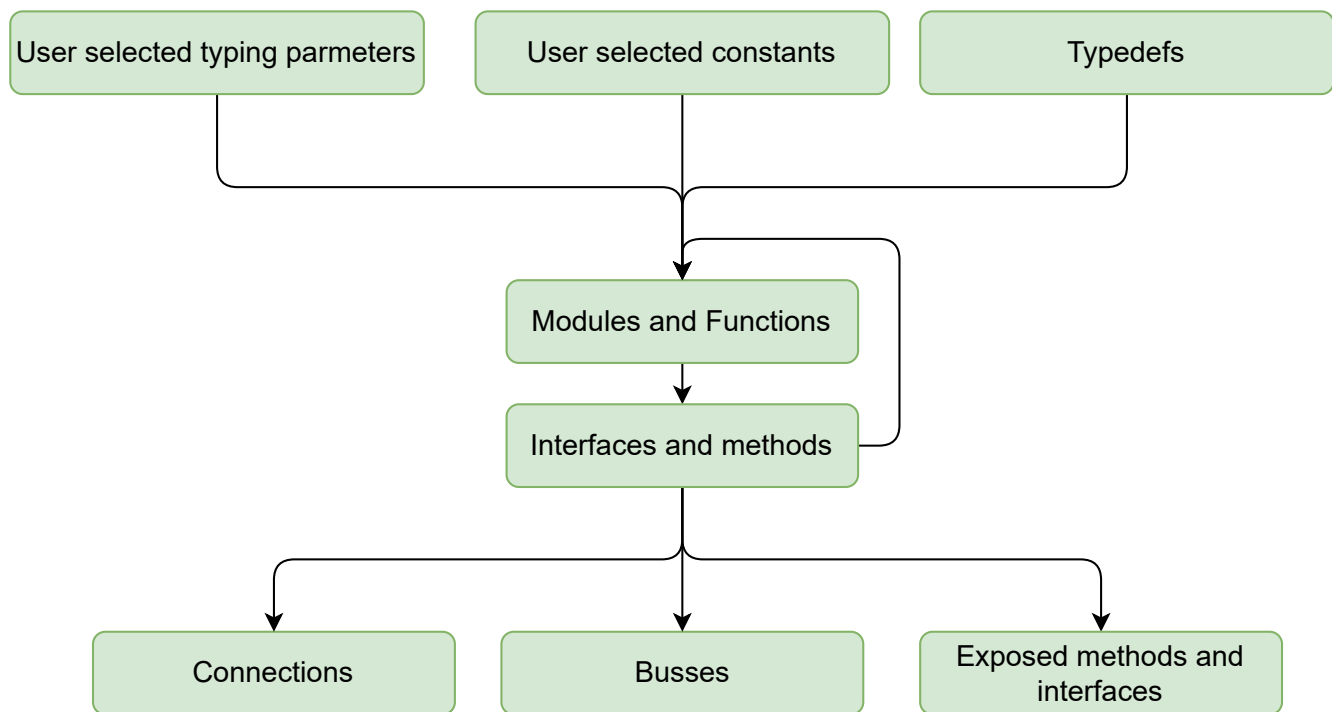 User selected typing parmeters
User selected constants
Typedefs
Modules and Functions
Interfaces and methods
Connections
Busses
Exposed methods and
interfaces